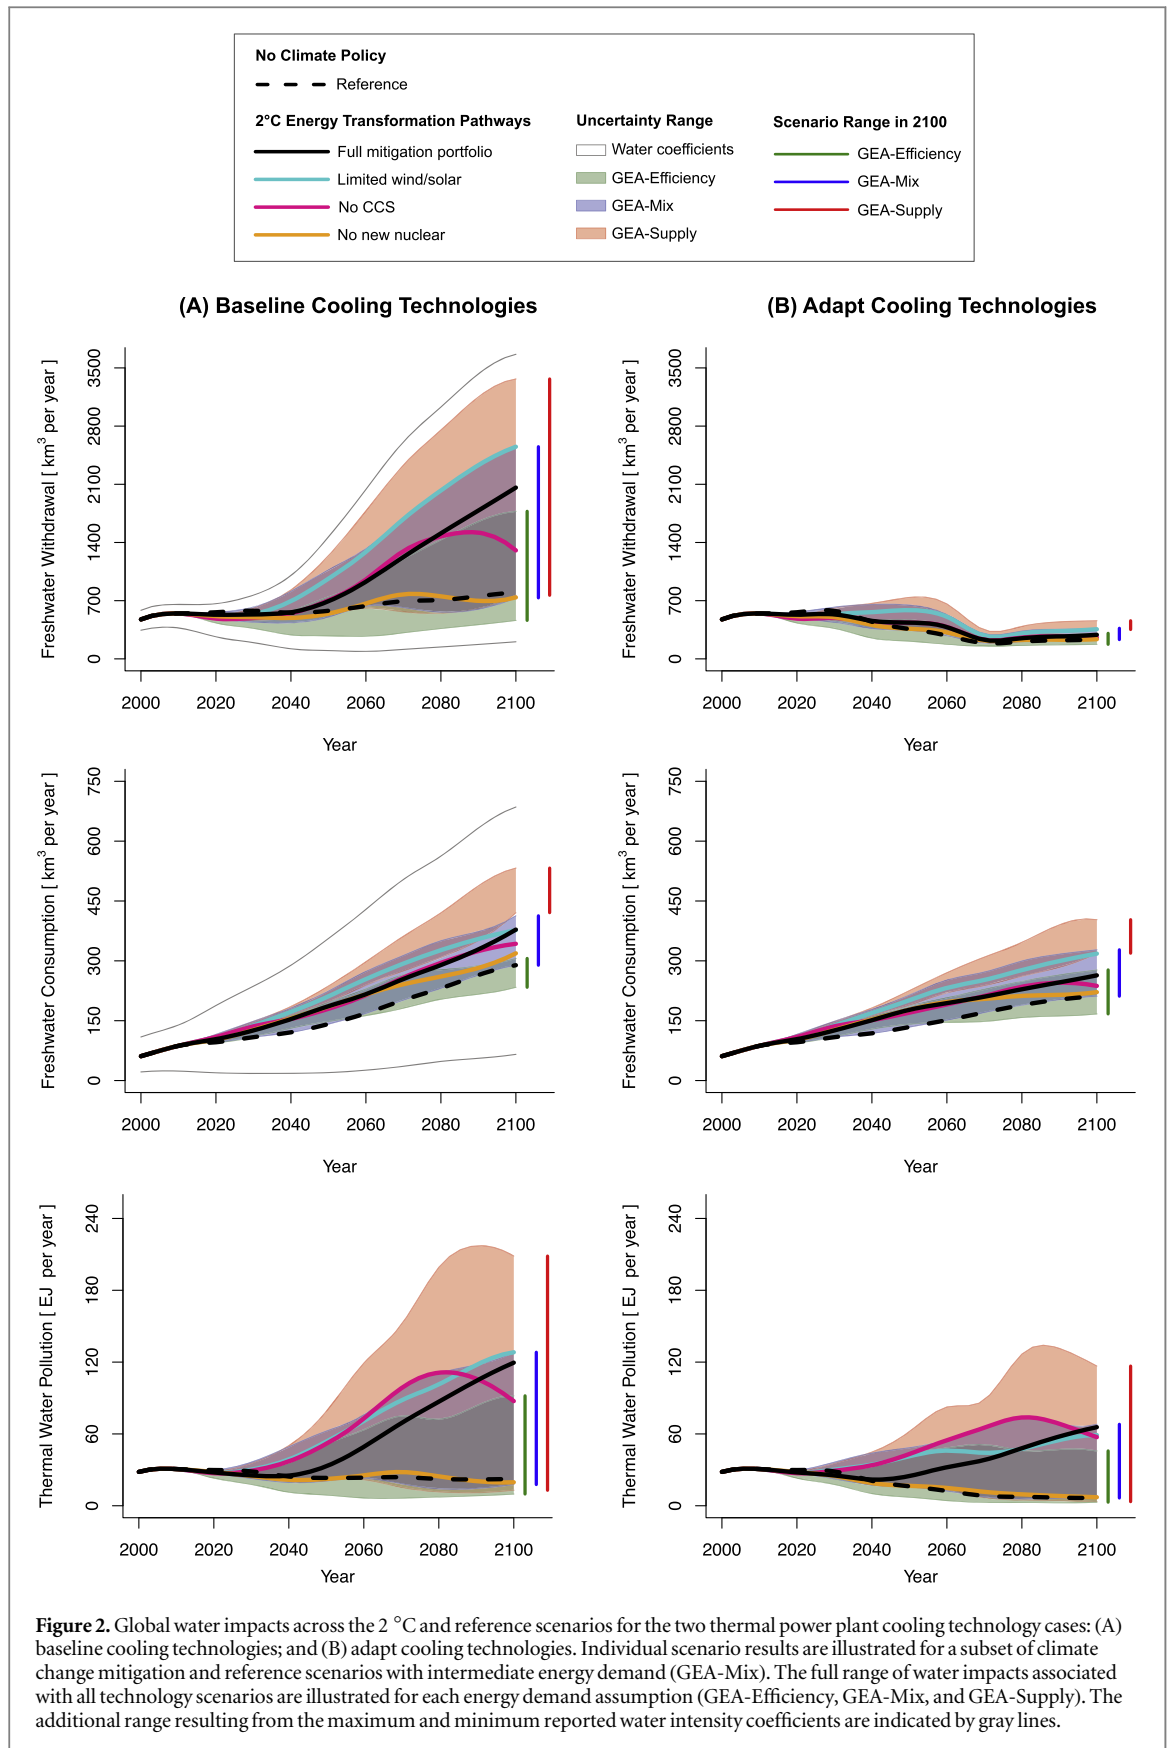 No Climate Policy
Reference
2°C Energy Transformation Pathways
Full mitigation portfolio
Limited wind/solar
No CCS
No new nuclear
Uncertainty Range
Water coefficients
GEA-Efficiency
GEA-Mix
GEA-Supply
Scenario Range in 2100
GEA-Efficiency
GEA-Mix
GEA-Supply
(A) Baseline Cooling Technologies
(B) Adapt Cooling Technologies
Freshwater Withdrawal [ km³ per year ]
3500
2800
2100
1400
700
0
2000 2020 2040 2060 2080 2100
Year
Freshwater Withdrawal [ km³ per year ]
3500
2800
2100
1400
700
0
2000 2020 2040 2060 2080 2100
Year
Freshwater Consumption [ km³ per year ]
750
600
450
300
150
0
2000 2020 2040 2060 2080 2100
Year
Freshwater Consumption [ km³ per year ]
750
600
450
300
150
0
2000 2020 2040 2060 2080 2100
Year
Thermal Water Pollution [ EJ per year ]
240
180
120
60
0
2000 2020 2040 2060 2080 2100
Year
Thermal Water Pollution [ EJ per year ]
240
180
120
60
0
2000 2020 2040 2060 2080 2100
Year
Figure 2. Global water impacts across the 2 °C and reference scenarios for the two thermal power plant cooling technology cases: (A)
baseline cooling technologies; and (B) adapt cooling technologies. Individual scenario results are illustrated for a subset of climate
change mitigation and reference scenarios with intermediate energy demand (GEA-Mix). The full range of water impacts associated
with all technology scenarios are illustrated for each energy demand assumption (GEA-Efficiency, GEA-Mix, and GEA-Supply). The
additional range resulting from the maximum and minimum reported water intensity coefficients are indicated by gray lines.